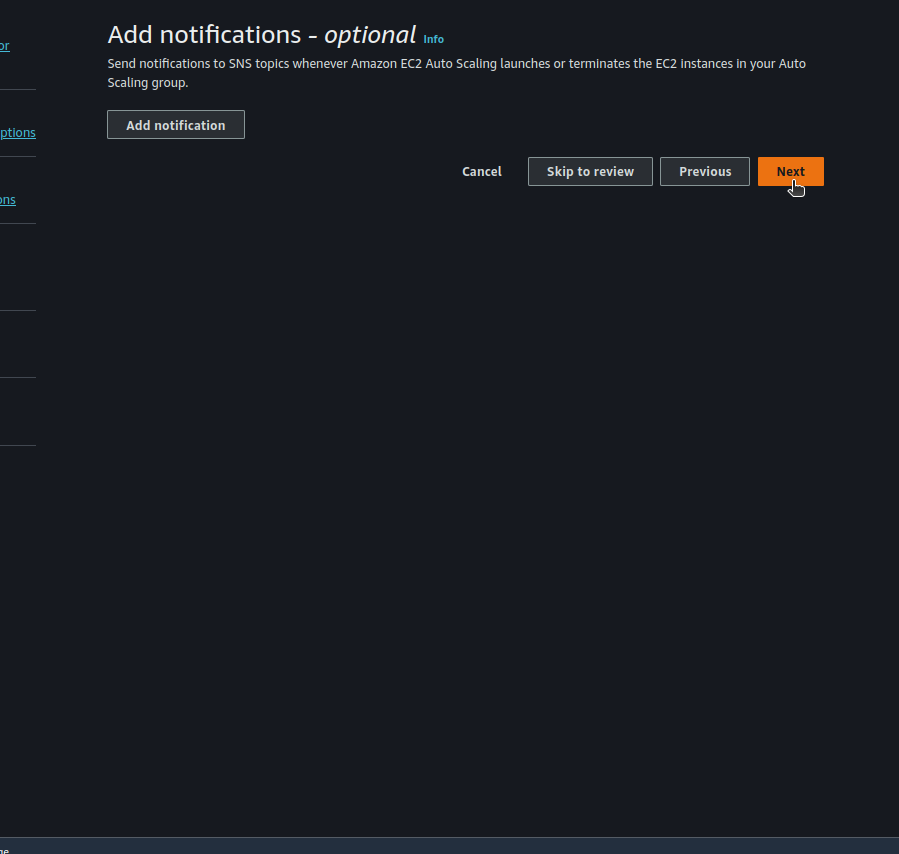 Add notifications - optional Info
Send notifications to SNS topics whenever Amazon EC2 Auto Scaling launches or terminates the EC2 instances in your Auto
Scaling group.
Add notification
Cancel
Skip to review
Previous
Next
or
ptions
ons